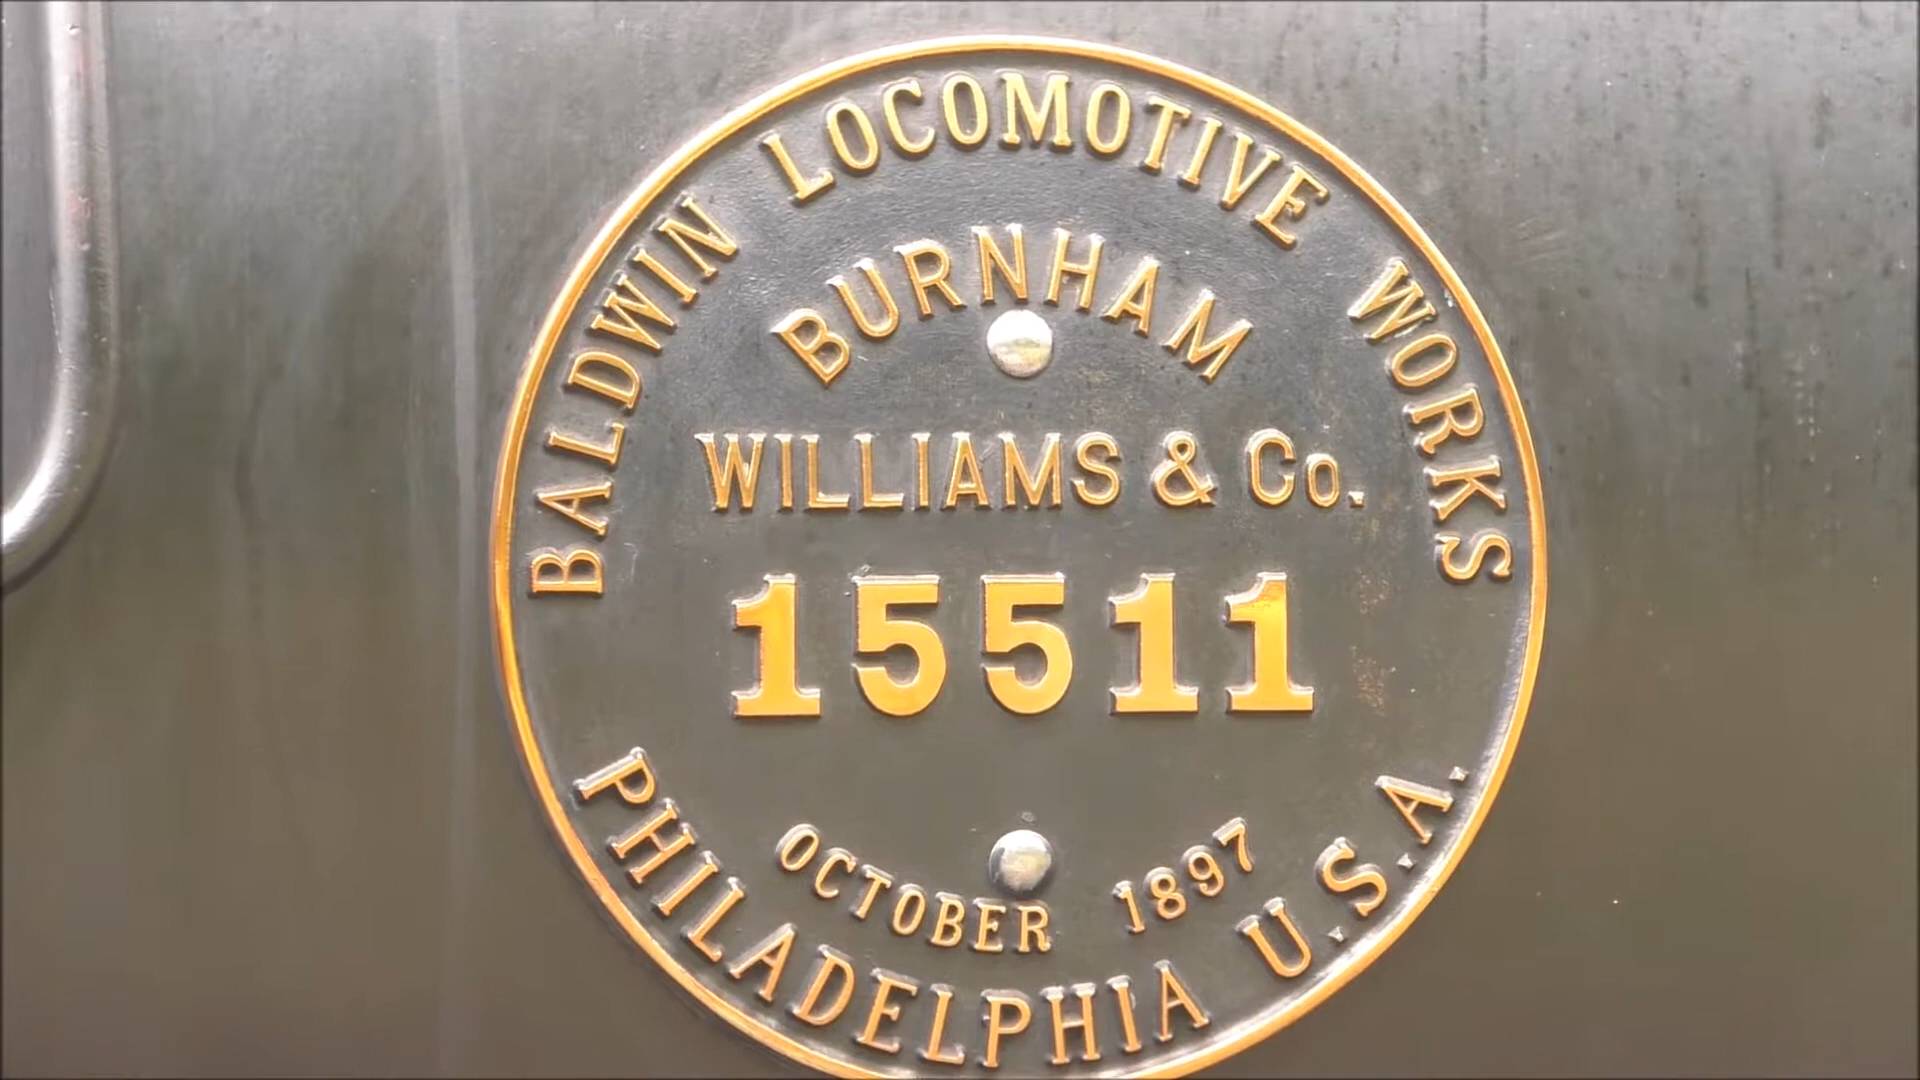 BALDWIN LOCOMOTIVE WORKS
BURNHAM
WILLIAMS & Co.
15511
OCTOBER 1897
PHILADELPHIA U.S.A.